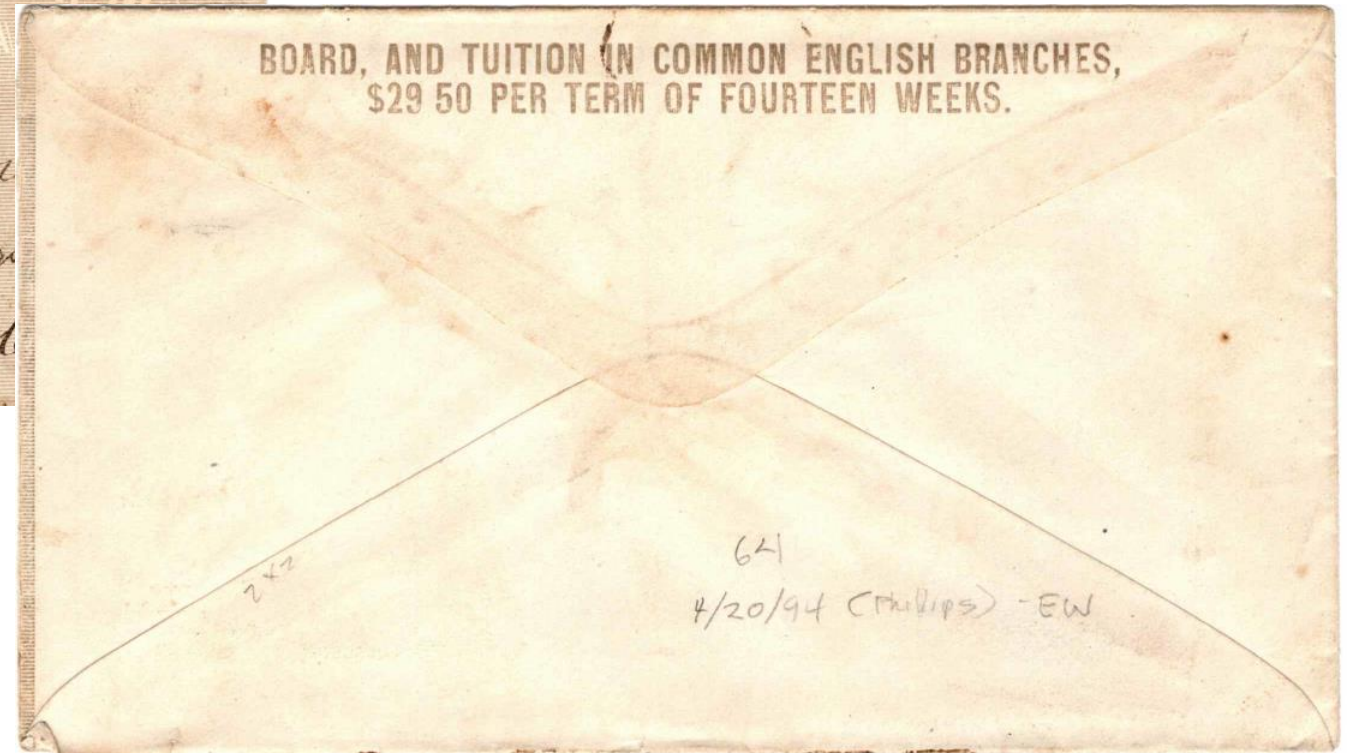 BOARD, AND TUITION IN COMMON ENGLISH BRANCHES,
$29 50 PER TERM OF FOURTEEN WEEKS.
641
4/20/94 (Phillips) - EW